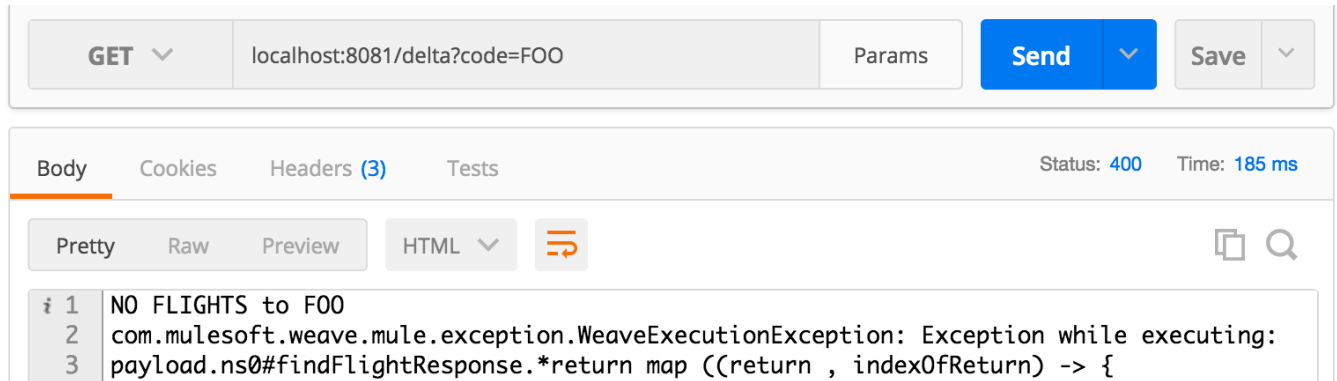 GET localhost:8081/delta?code=FOO Params Send Save
Body Cookies Headers (3) Tests Status: 400 Time: 185 ms
Pretty Raw Preview HTML
i 1 NO FLIGHTS to FOO
2 com.mulesoft.weave.mule.exception.WeaveExecutionException: Exception while executing:
3 payload.ns0#findFlightResponse.*return map ((return , indexOfReturn) -> {